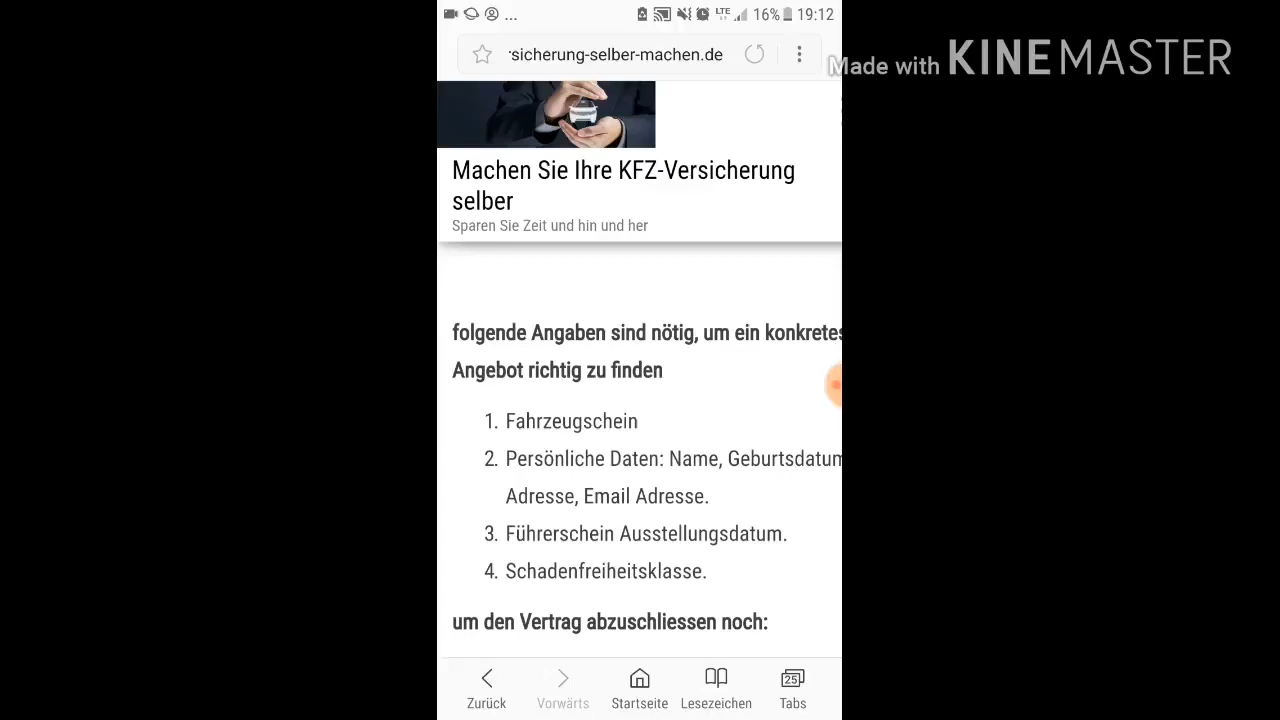 ... LTE 16% 19:12
rsicherung-selber-machen.de
Made with KINEMASTER
Machen Sie Ihre KFZ-Versicherung
selber
Sparen Sie Zeit und hin und her
folgende Angaben sind nötig, um ein konkretes
Angebot richtig zu finden
1. Fahrzeugschein
2. Persönliche Daten: Name, Geburtsdatum
Adresse, Email Adresse.
3. Führerschein Ausstellungsdatum.
4. Schadenfreiheitsklasse.
um den Vertrag abzuschliessen noch:
25
Zurück Vorwärts Startseite Lesezeichen Tabs